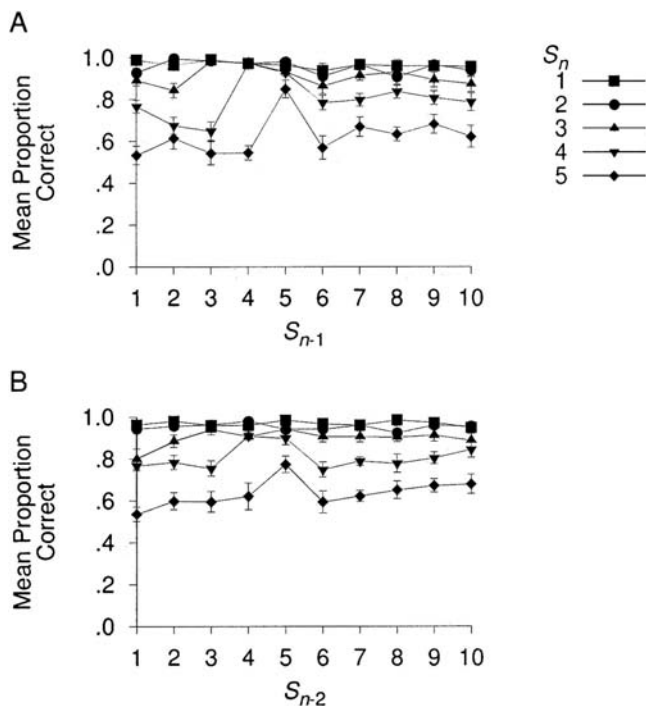 A
1.0
.8
.6
.4
.2
.0
Mean Proportion
Correct
1 2 3 4 5 6 7 8 9 10
Sn-1
Sn
1
2
3
4
5
B
1.0
.8
.6
.4
.2
.0
Mean Proportion
Correct
1 2 3 4 5 6 7 8 9 10
Sn-2